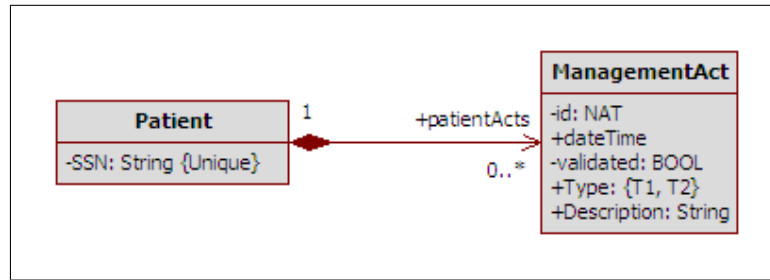 Patient
-SSN: String {Unique}
1
+patientActs
0..*
ManagementAct
-id: NAT
+dateTime
-validated: BOOL
+Type: {T1, T2}
+Description: String